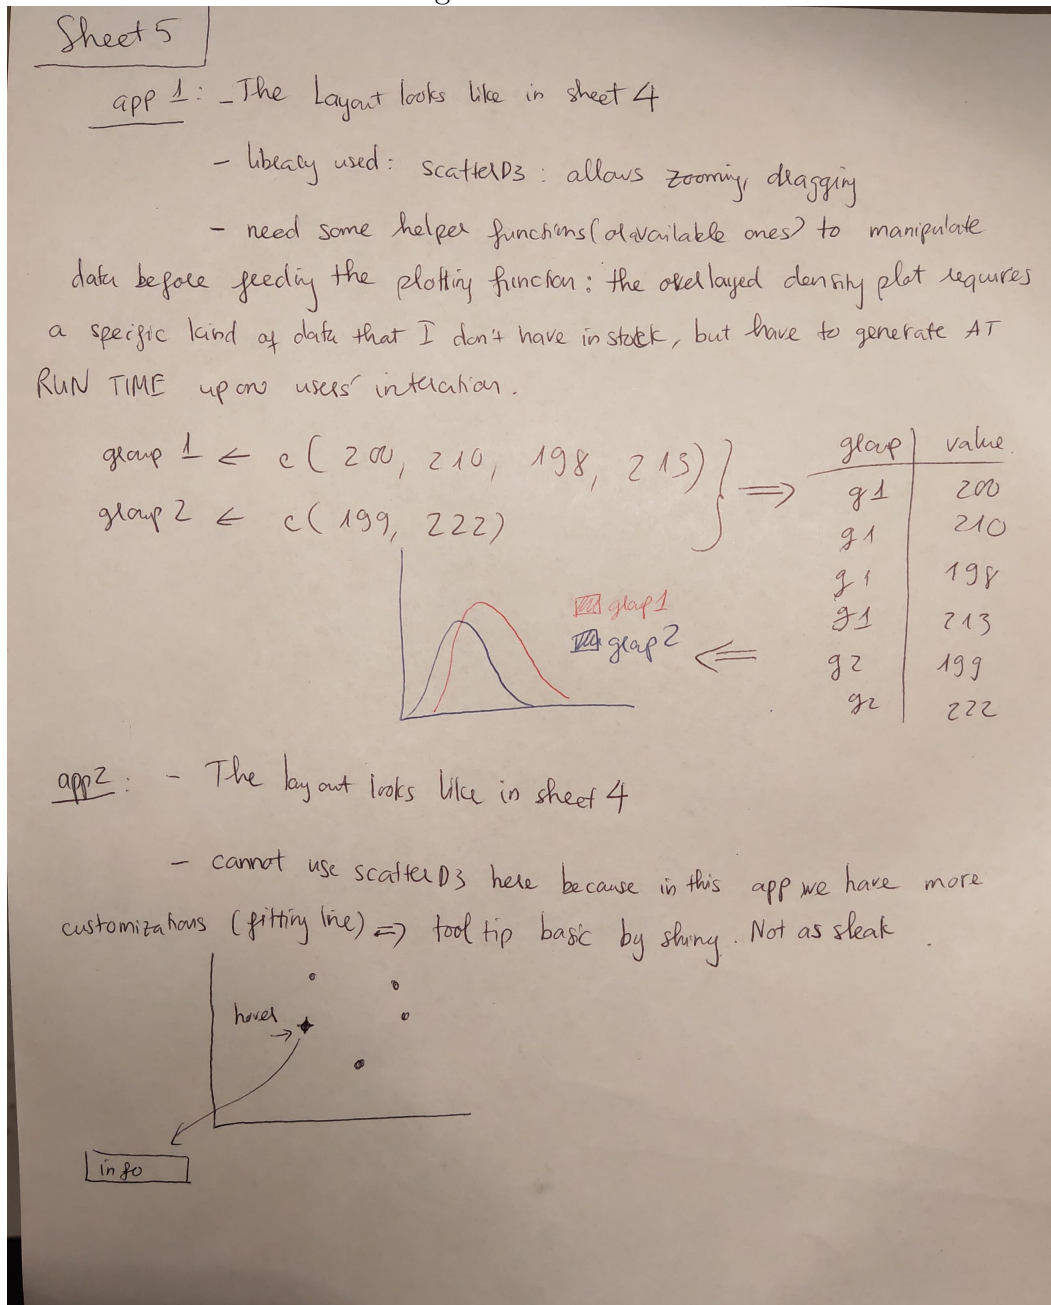 Sheet 5
app 1: - The Layout looks like in sheet 4
- library used: scatterD3: allows zooming, dragging
- need some helper functions (or available ones) to manipulate
data before feeding the plotting function: the overlayed density plot requires
a specific kind of data that I don't have in stock, but have to generate AT
RUN TIME upon users' interaction.
group 1 ← c(200, 210, 198, 213)
group 2 ← c(199, 222)
group value
g1 200
g1 210
g1 198
g1 213
g2 199
g2 222
group 1
group 2
app2: - The layout looks like in sheet 4
- cannot use scatterD3 here because in this app we have more
customizations (fitting line) => tool tip basic by shiny. Not as sleak.
hover
info